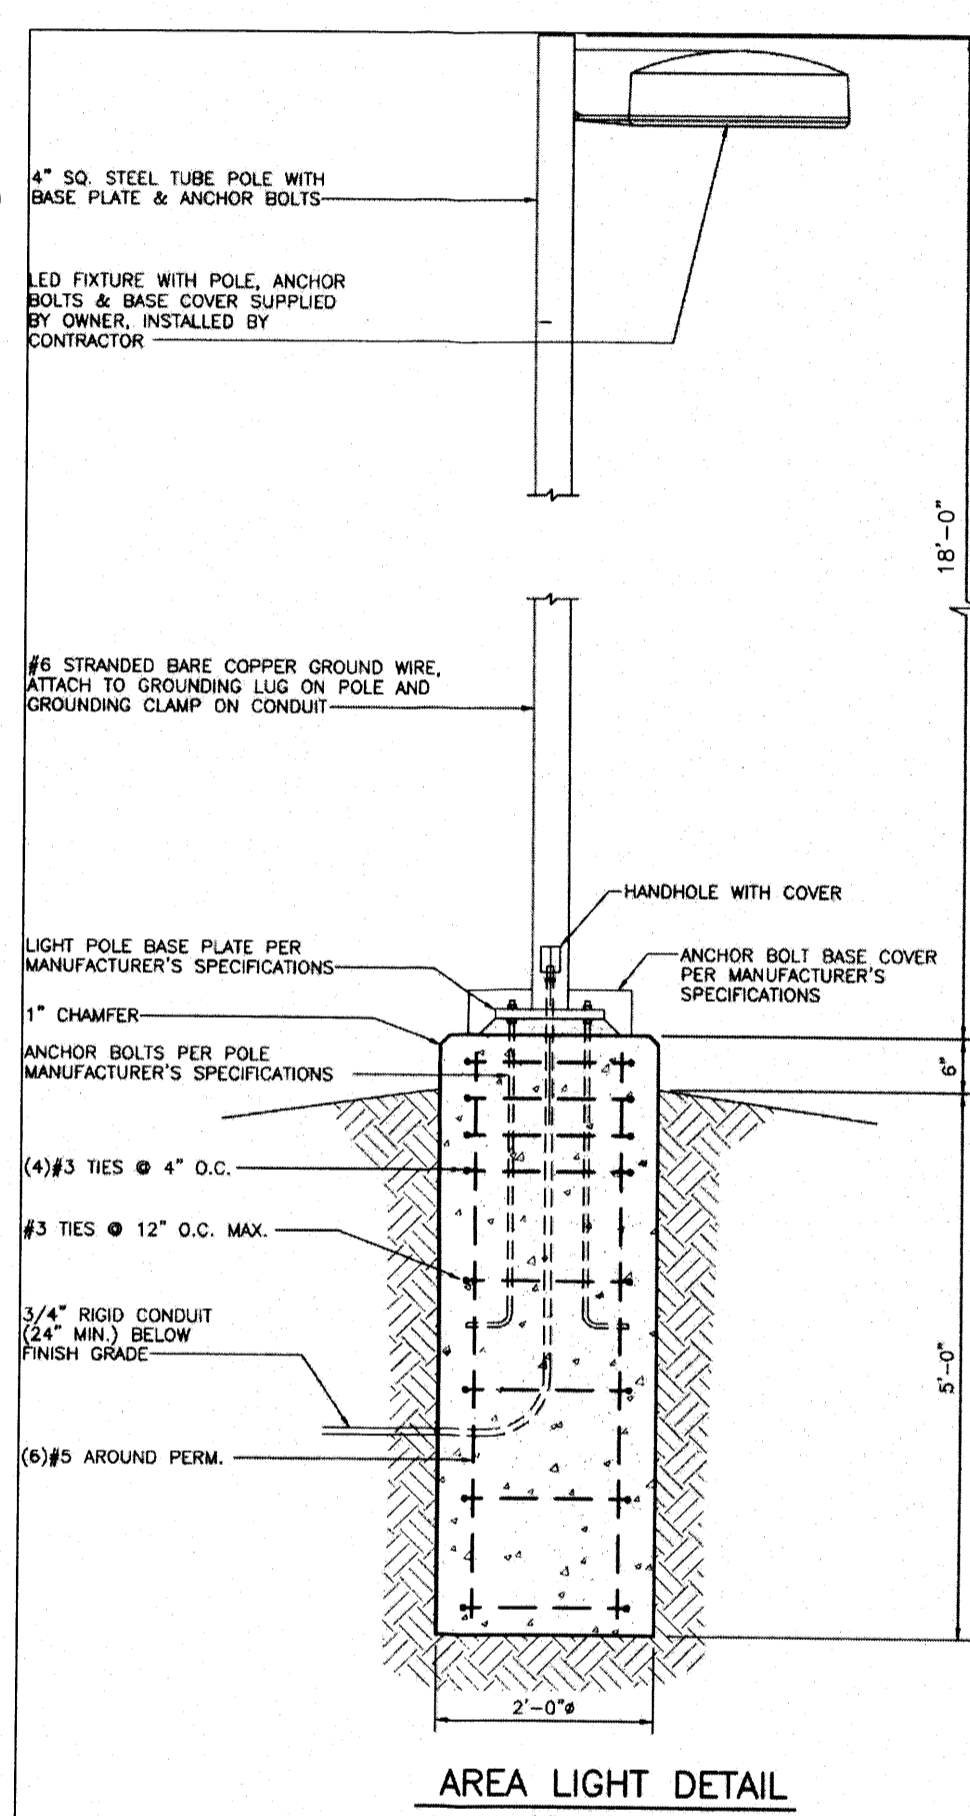 4" SQ. STEEL TUBE POLE WITH
BASE PLATE & ANCHOR BOLTS
LED FIXTURE WITH POLE, ANCHOR
BOLTS & BASE COVER SUPPLIED
BY OWNER, INSTALLED BY
CONTRACTOR
18'-0"
#6 STRANDED BARE COPPER GROUND WIRE,
ATTACH TO GROUNDING LUG ON POLE AND
GROUNDING CLAMP ON CONDUIT
HANDHOLE WITH COVER
LIGHT POLE BASE PLATE PER
MANUFACTURER'S SPECIFICATIONS
ANCHOR BOLT BASE COVER
PER MANUFACTURER'S
SPECIFICATIONS
1" CHAMFER
ANCHOR BOLTS PER POLE
MANUFACTURER'S SPECIFICATIONS
6"
(4)#3 TIES @ 4" O.C.
#3 TIES @ 12" O.C. MAX.
3/4" RIGID CONDUIT
(24" MIN.) BELOW
FINISH GRADE
5'-0"
(6)#5 AROUND PERM.
2'-0"ø
AREA LIGHT DETAIL